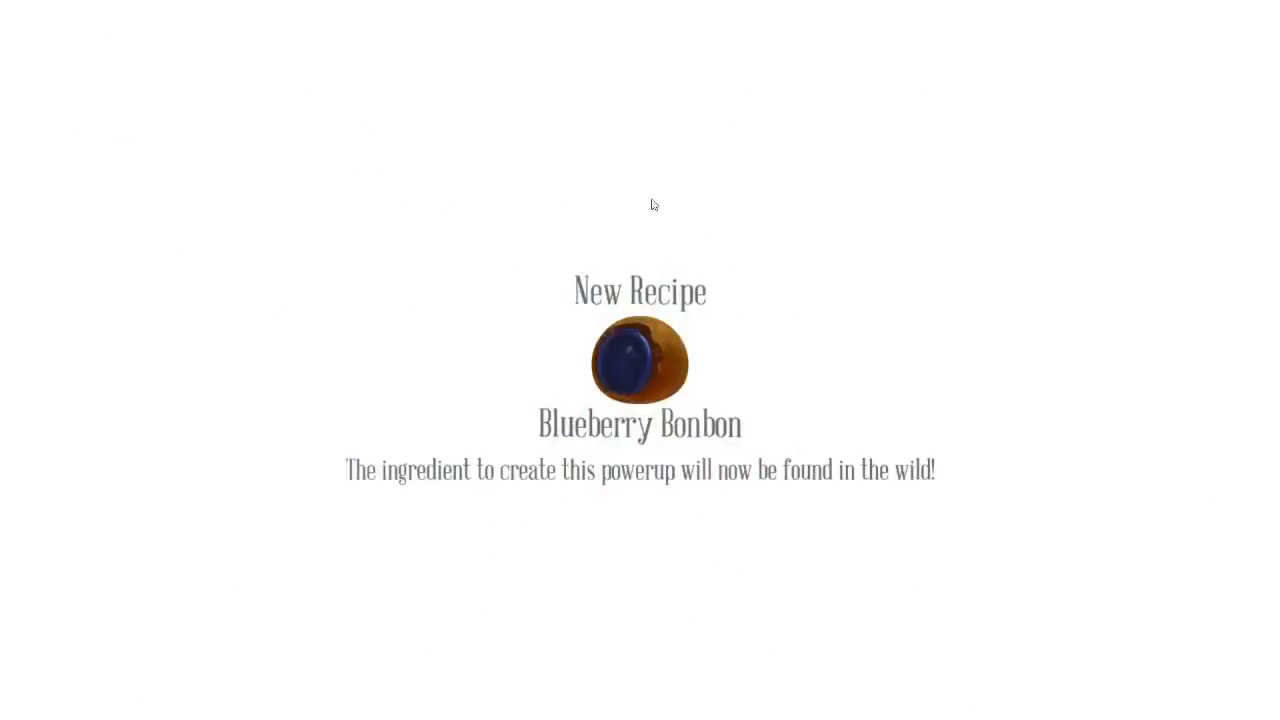 New Recipe
Blueberry Bonbon
The ingredient to create this powerup will now be found in the wild!